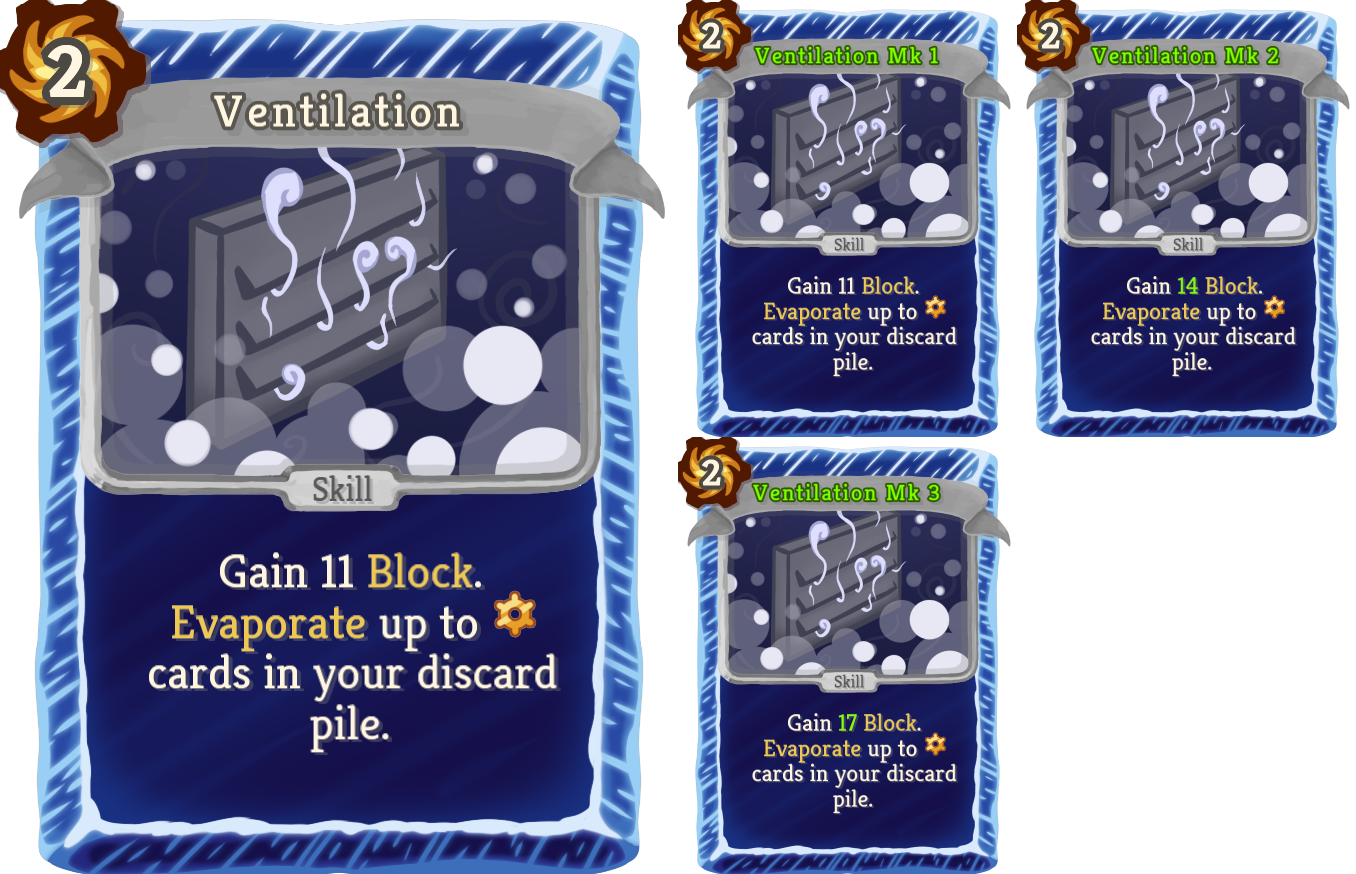 2
Ventilation
Skill
Gain 11 Block.
Evaporate up to
cards in your discard
pile.
2
Ventilation Mk 1
Skill
Gain 11 Block.
Evaporate up to
cards in your discard
pile.
2
Ventilation Mk 2
Skill
Gain 14 Block.
Evaporate up to
cards in your discard
pile.
2
Ventilation Mk 3
Skill
Gain 17 Block.
Evaporate up to
cards in your discard
pile.